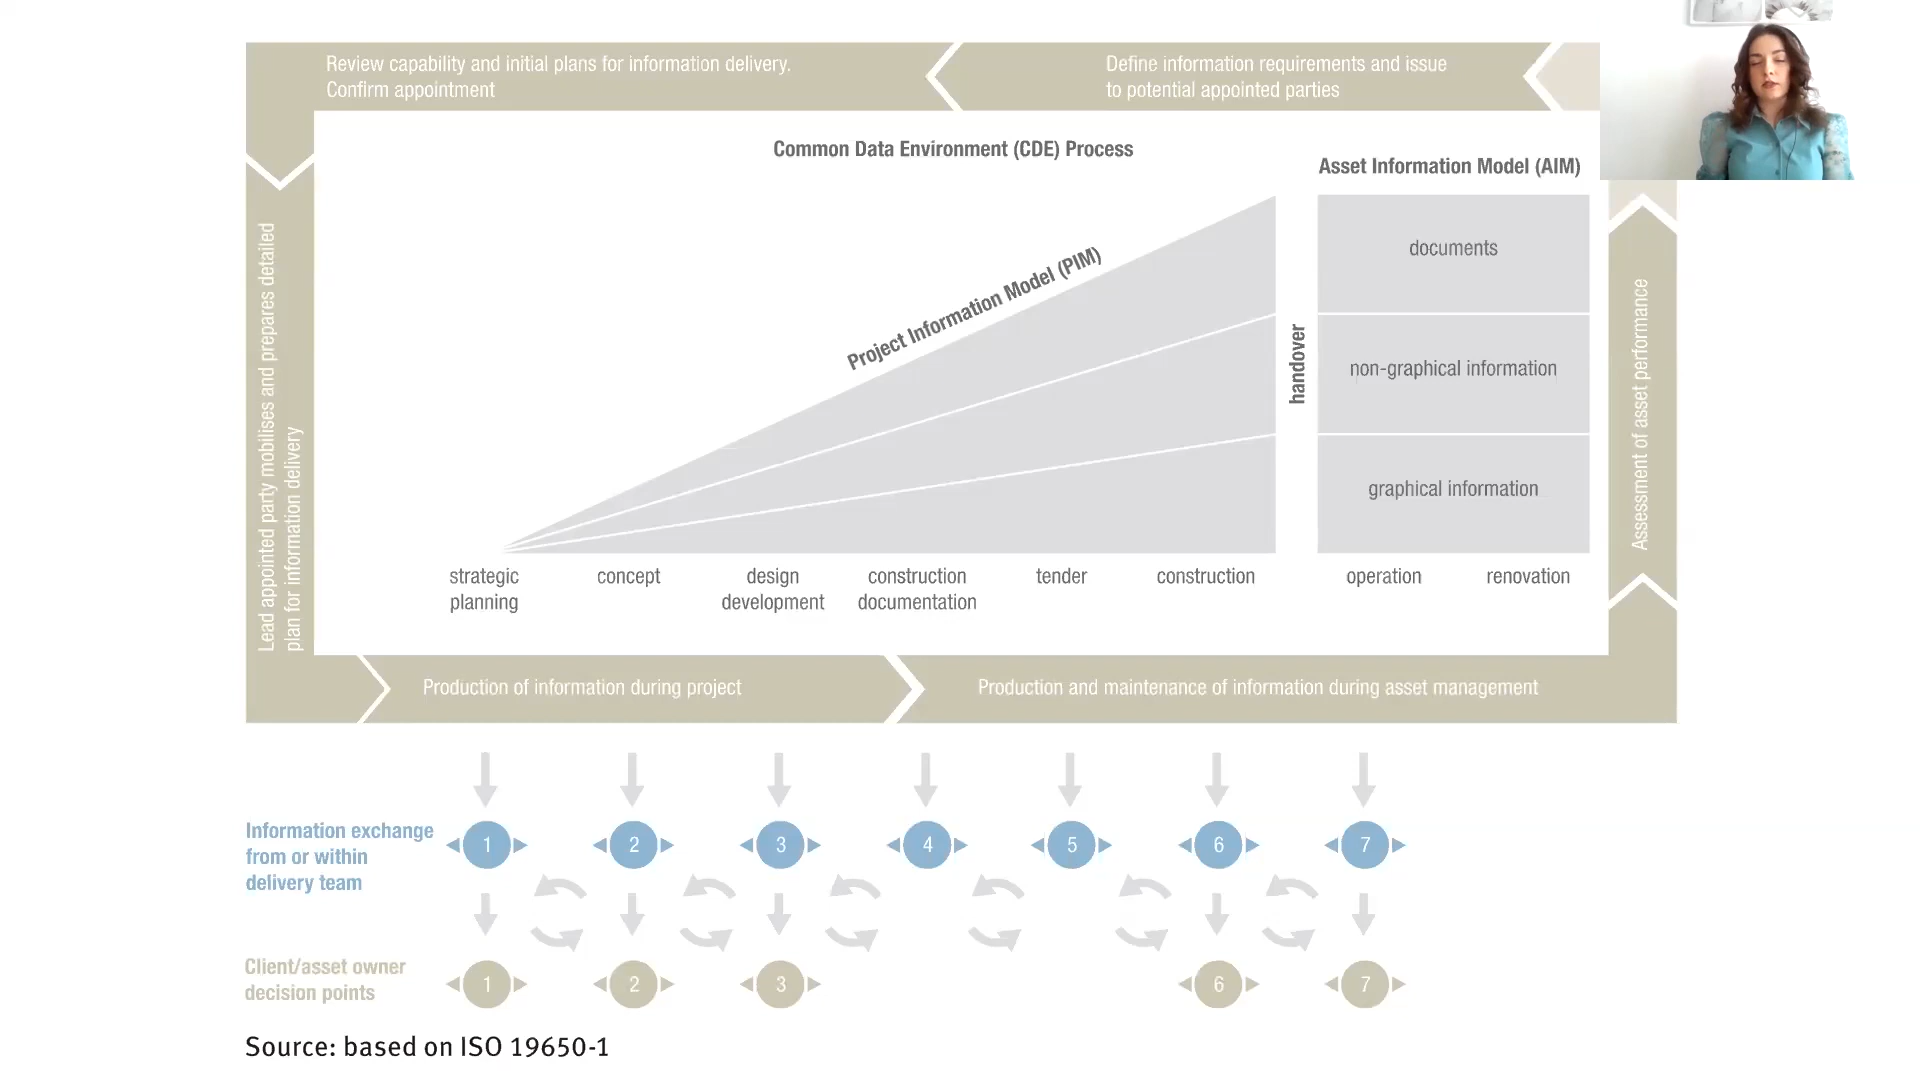 Review capability and initial plans for information delivery.
Confirm appointment
Define information requirements and issue
to potential appointed parties
Common Data Environment (CDE) Process
Asset Information Model (AIM)
Project Information Model (PIM)
handover
documents
non-graphical information
graphical information
Lead appointed party mobilises and prepares detailed
plan for information delivery
Assessment of asset performance
strategic
planning
concept
design
development
construction
documentation
tender
construction
operation
renovation
Production of information during project
Production and maintenance of information during asset management
Information exchange
from or within
delivery team
1 2 3 4 5 6 7
Client/asset owner
decision points
1 2 3 6 7
Source: based on ISO 19650-1